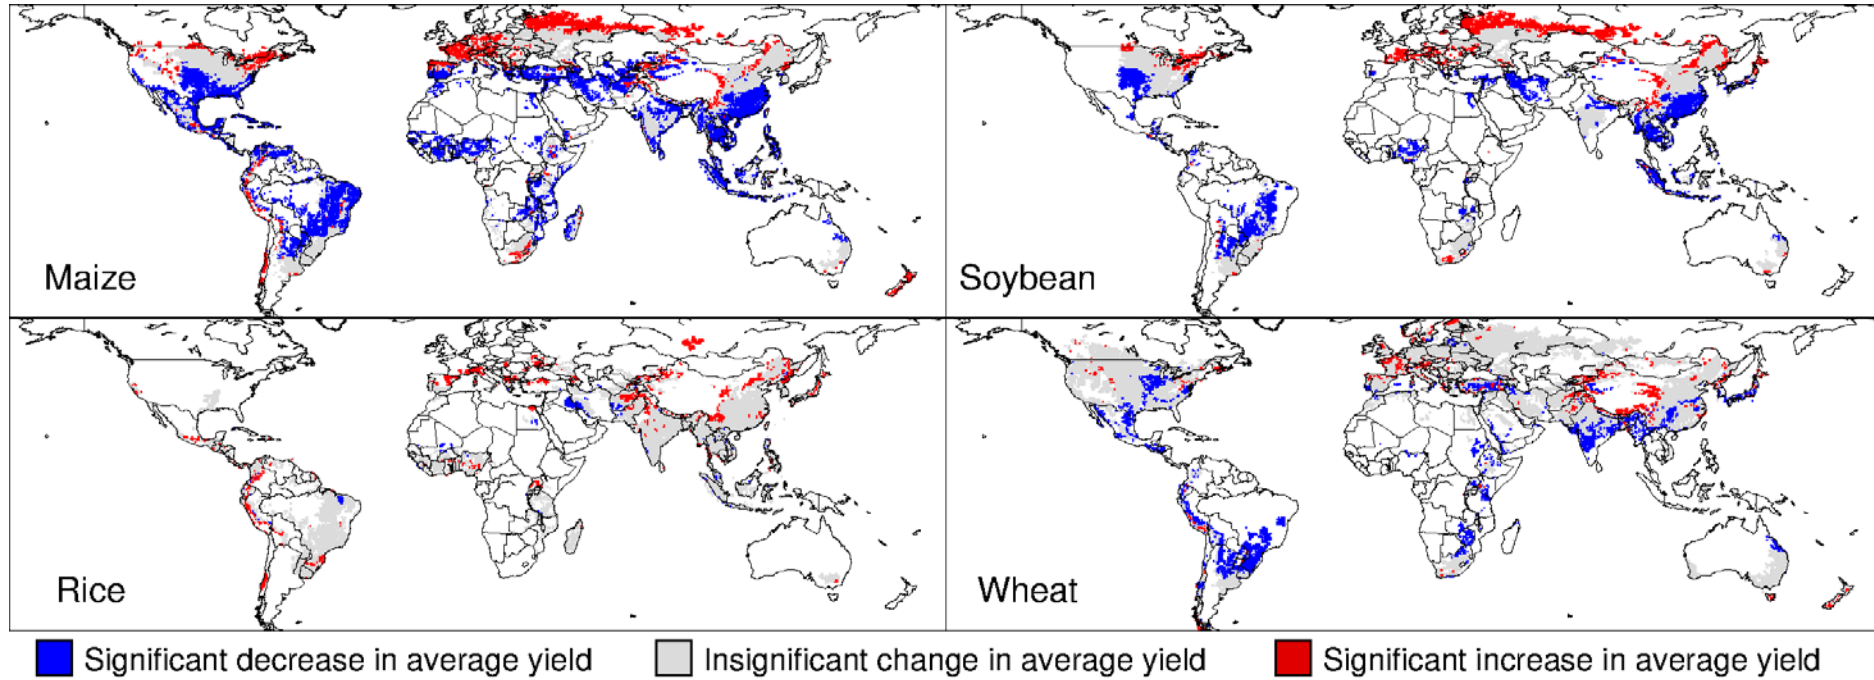 Maize
Soybean
Rice
Wheat
Significant decrease in average yield
Insignificant change in average yield
Significant increase in average yield